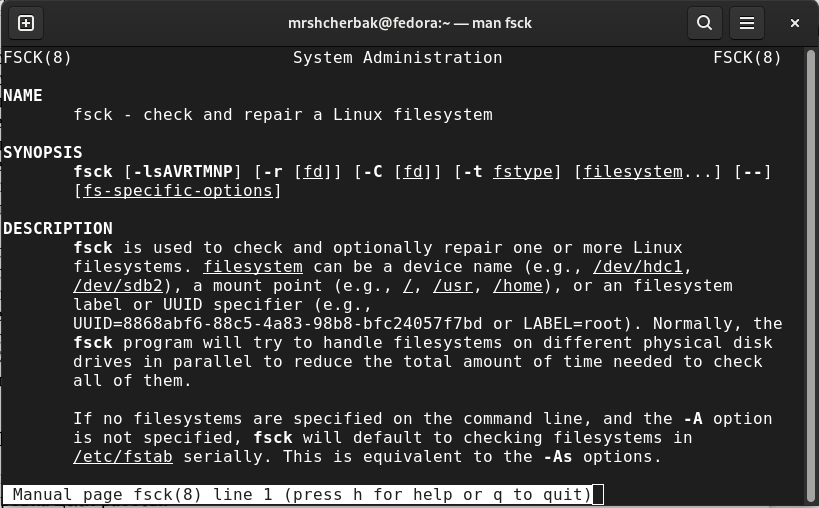 mrshcherbak@fedora:~ — man fsck
FSCK(8) System Administration FSCK(8)
NAME
fsck - check and repair a Linux filesystem
SYNOPSIS
fsck [-lsAVRTMNP] [-r [fd]] [-C [fd]] [-t fstype] [filesystem...] [--]
[fs-specific-options]
DESCRIPTION
fsck is used to check and optionally repair one or more Linux
filesystems. filesystem can be a device name (e.g., /dev/hdc1,
/dev/sdb2), a mount point (e.g., /, /usr, /home), or an filesystem
label or UUID specifier (e.g.,
UUID=8868abf6-88c5-4a83-98b8-bfc24057f7bd or LABEL=root). Normally, the
fsck program will try to handle filesystems on different physical disk
drives in parallel to reduce the total amount of time needed to check
all of them.
If no filesystems are specified on the command line, and the -A option
is not specified, fsck will default to checking filesystems in
/etc/fstab serially. This is equivalent to the -As options.
Manual page fsck(8) line 1 (press h for help or q to quit)